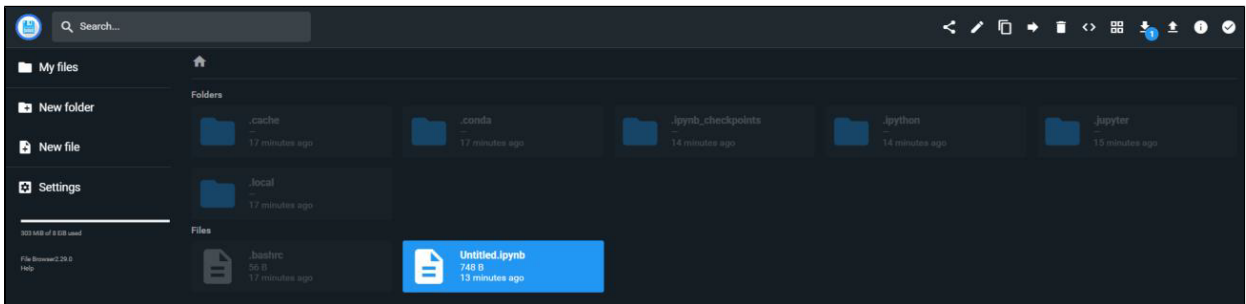 Search...
1
My files
New folder
New file
Settings
303 MiB of 8 GiB used
File Browser 2.29.0
Help
Folders
.cache
—
17 minutes ago
.conda
—
17 minutes ago
.ipynb_checkpoints
—
14 minutes ago
.ipython
—
14 minutes ago
.jupyter
—
15 minutes ago
.local
—
17 minutes ago
Files
.bashrc
56 B
17 minutes ago
Untitled.ipynb
748 B
13 minutes ago